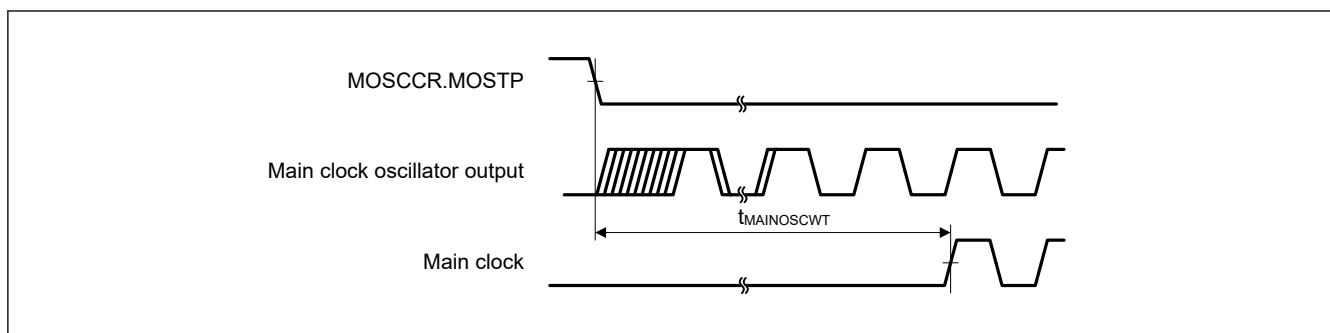 MOSCCR.MOSTP
Main clock oscillator output
tMAINOSCWT
Main clock